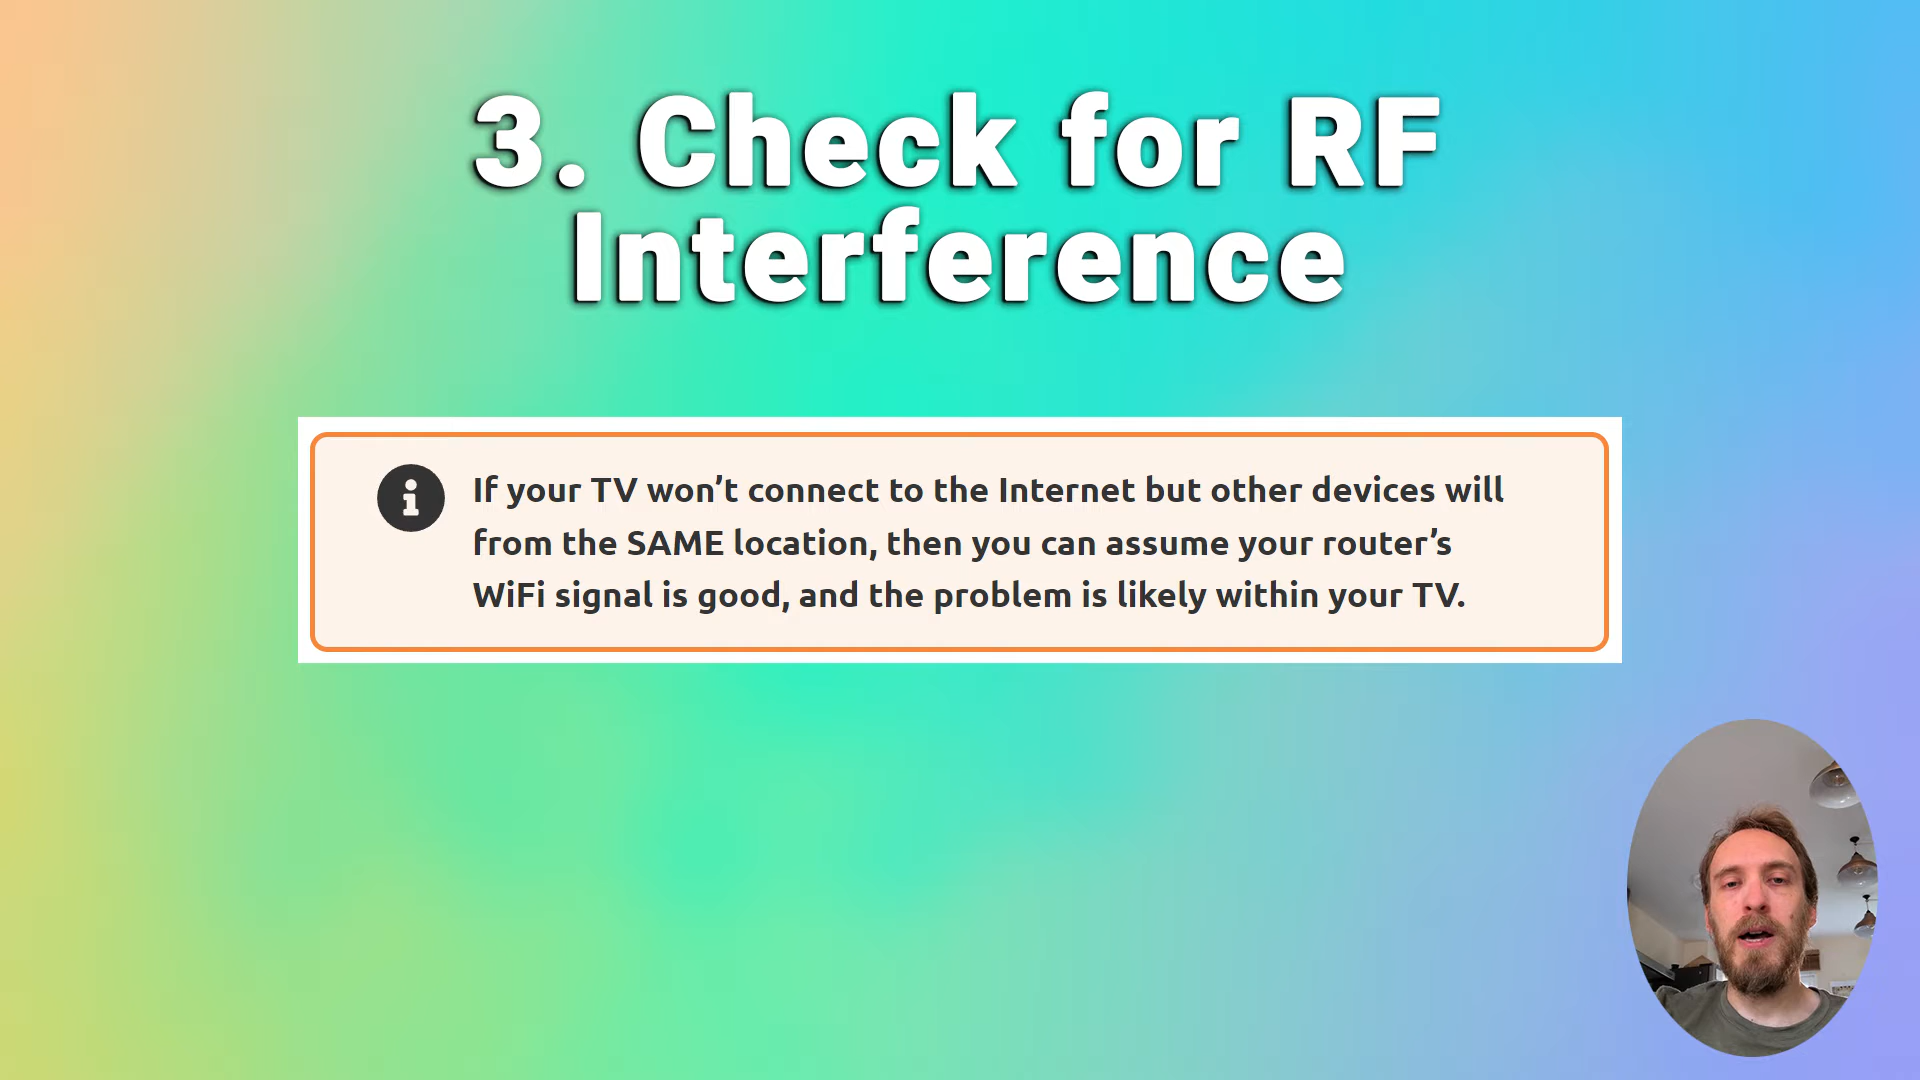 3. Check for RF
Interference
If your TV won’t connect to the Internet but other devices will
from the SAME location, then you can assume your router’s
WiFi signal is good, and the problem is likely within your TV.